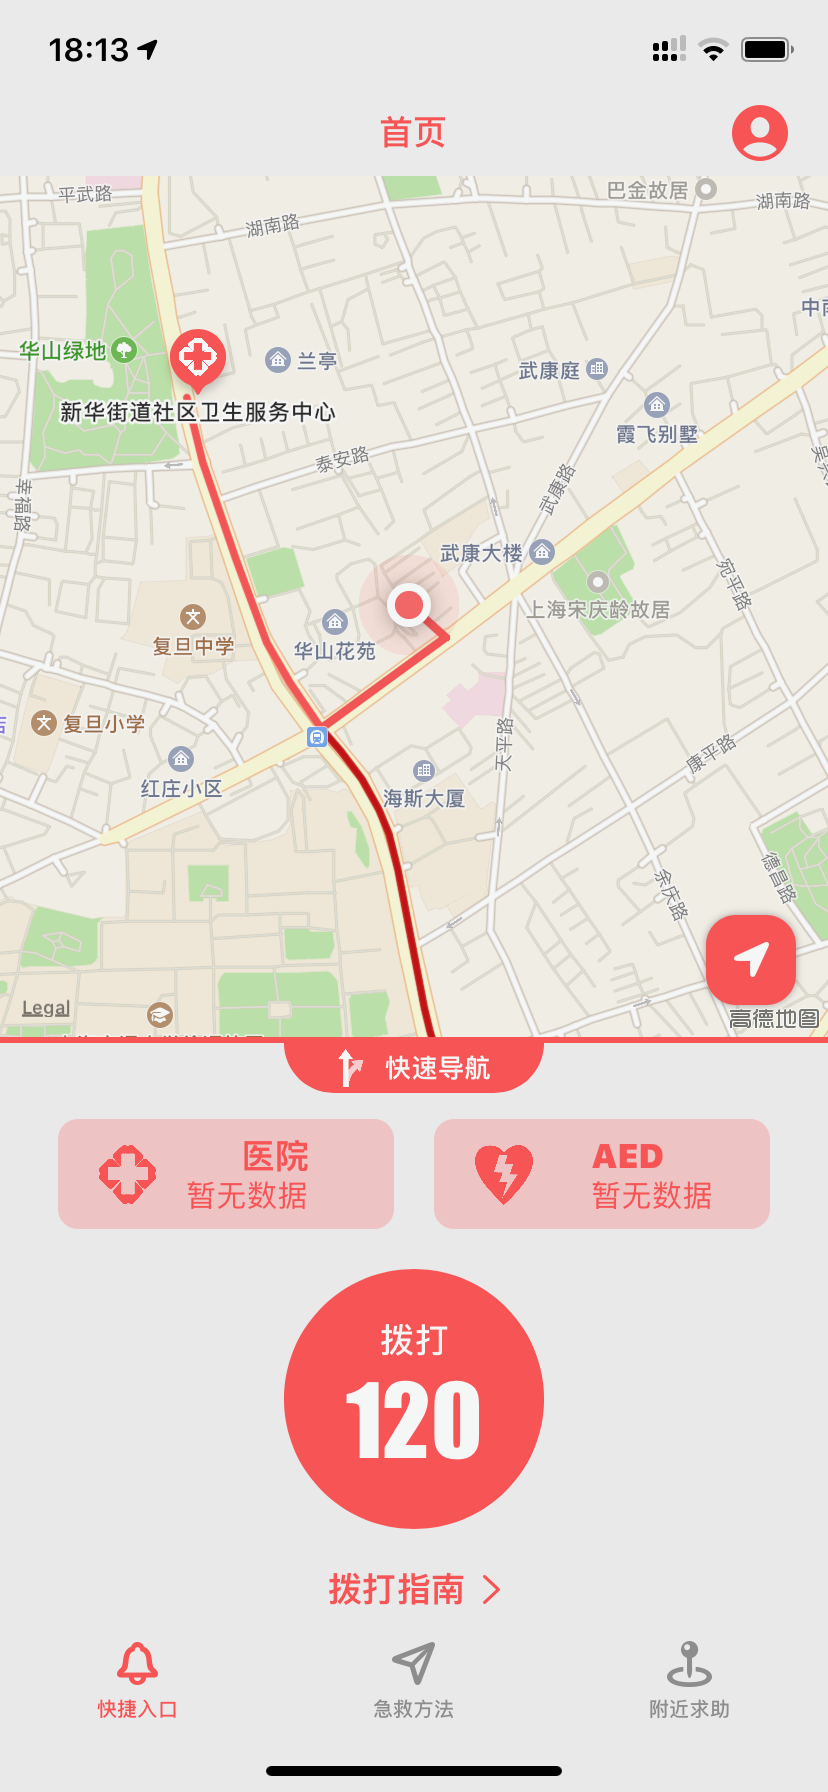 18:13
首页
平武路
巴金故居
湖南路
湖南路
中南
华山绿地
兰亭
武康庭
新华街道社区卫生服务中心
霞飞别墅
泰安路
武康路
幸福路
武康大楼
宛平路
上海宋庆龄故居
复旦中学
华山花苑
复旦小学
天平路
康平路
红庄小区
海斯大厦
德昌路
余庆路
Legal
高德地图
快速导航
医院
暂无数据
AED
暂无数据
拨打
120
拨打指南
快捷入口
急救方法
附近求助